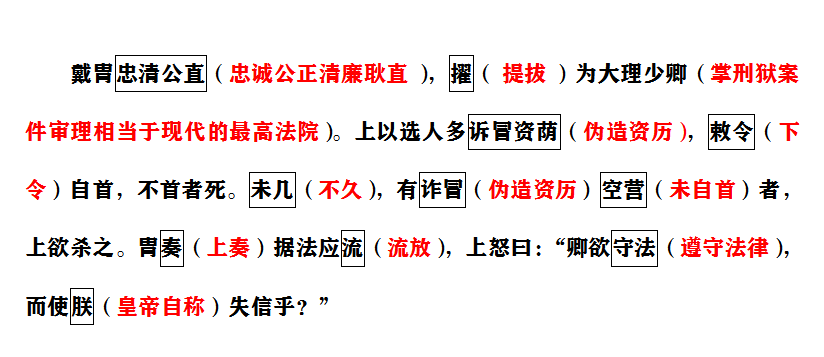 戴胄忠清公直（忠诚公正清廉耿直 ），擢（ 提拔 ）为大理少卿（掌刑狱案
件审理相当于现代的最高法院）。上以选人多诉冒资荫（伪造资历），敕令（下
令）自首，不首者死。未几（不久），有诈冒（伪造资历）空营（未自首）者，
上欲杀之。胄奏（上奏）据法应流（流放），上怒曰：“卿欲守法（遵守法律），
而使朕（皇帝自称）失信乎？”